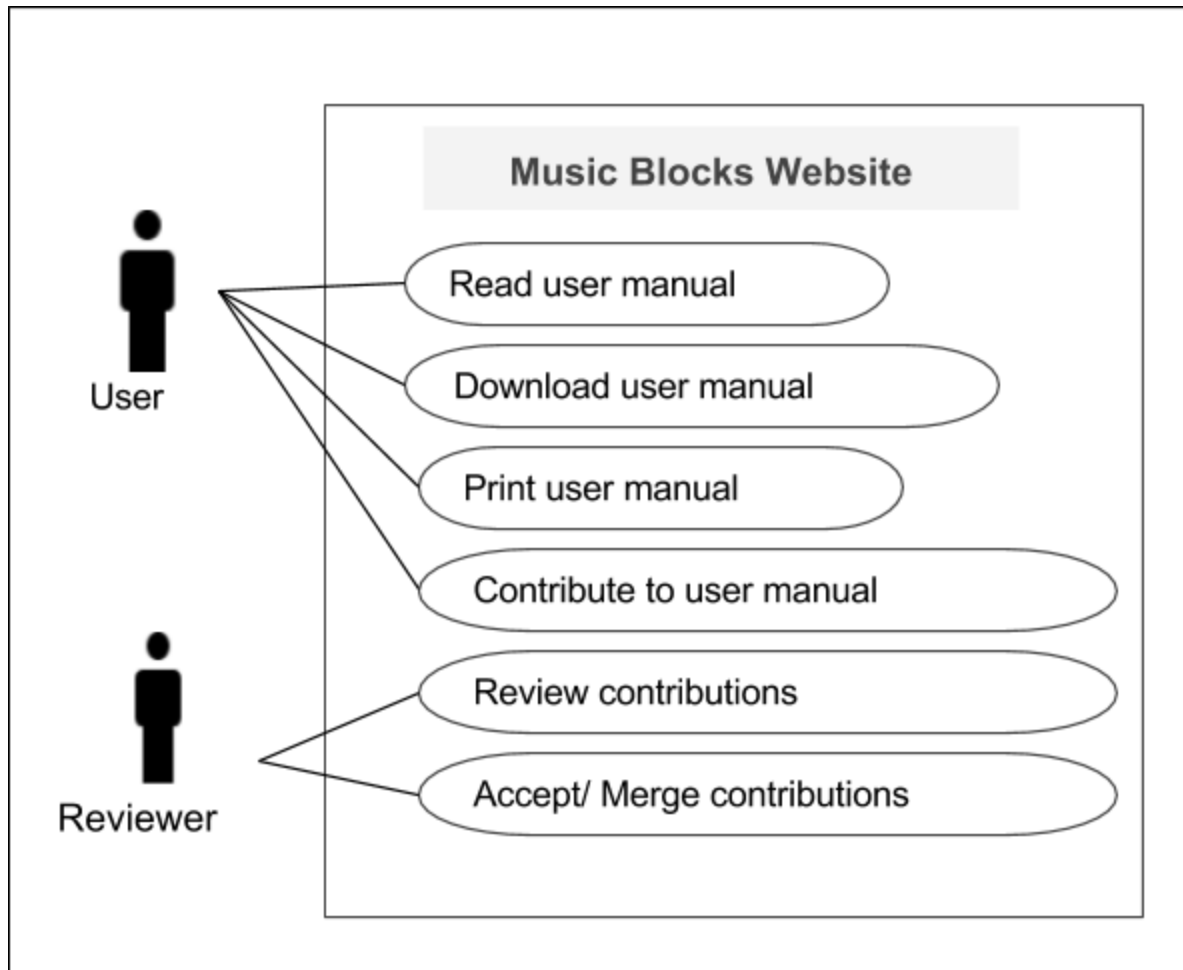 Music Blocks Website
Read user manual
User
Download user manual
Print user manual
Contribute to user manual
Review contributions
Accept/ Merge contributions
Reviewer